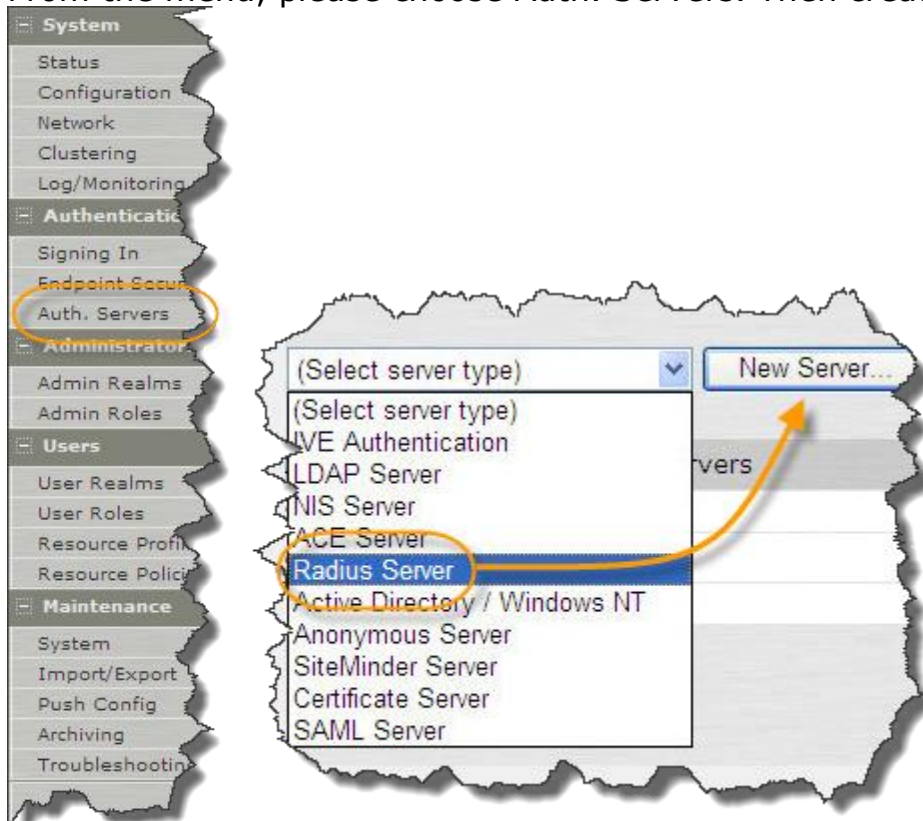 From the menu, please choose Auth. Servers. Then crea
System
Status
Configuration
Network
Clustering
Log/Monitoring
Authenticatio
Signing In
Endpoint Secur
Auth. Servers
Administrator
Admin Realms
Admin Roles
Users
User Realms
User Roles
Resource Profil
Resource Polici
Maintenance
System
Import/Export
Push Config
Archiving
Troubleshootin
(Select server type)
New Server...
(Select server type)
IVE Authentication
LDAP Server
NIS Server
ACE Server
Radius Server
Active Directory / Windows NT
Anonymous Server
SiteMinder Server
Certificate Server
SAML Server
rvers